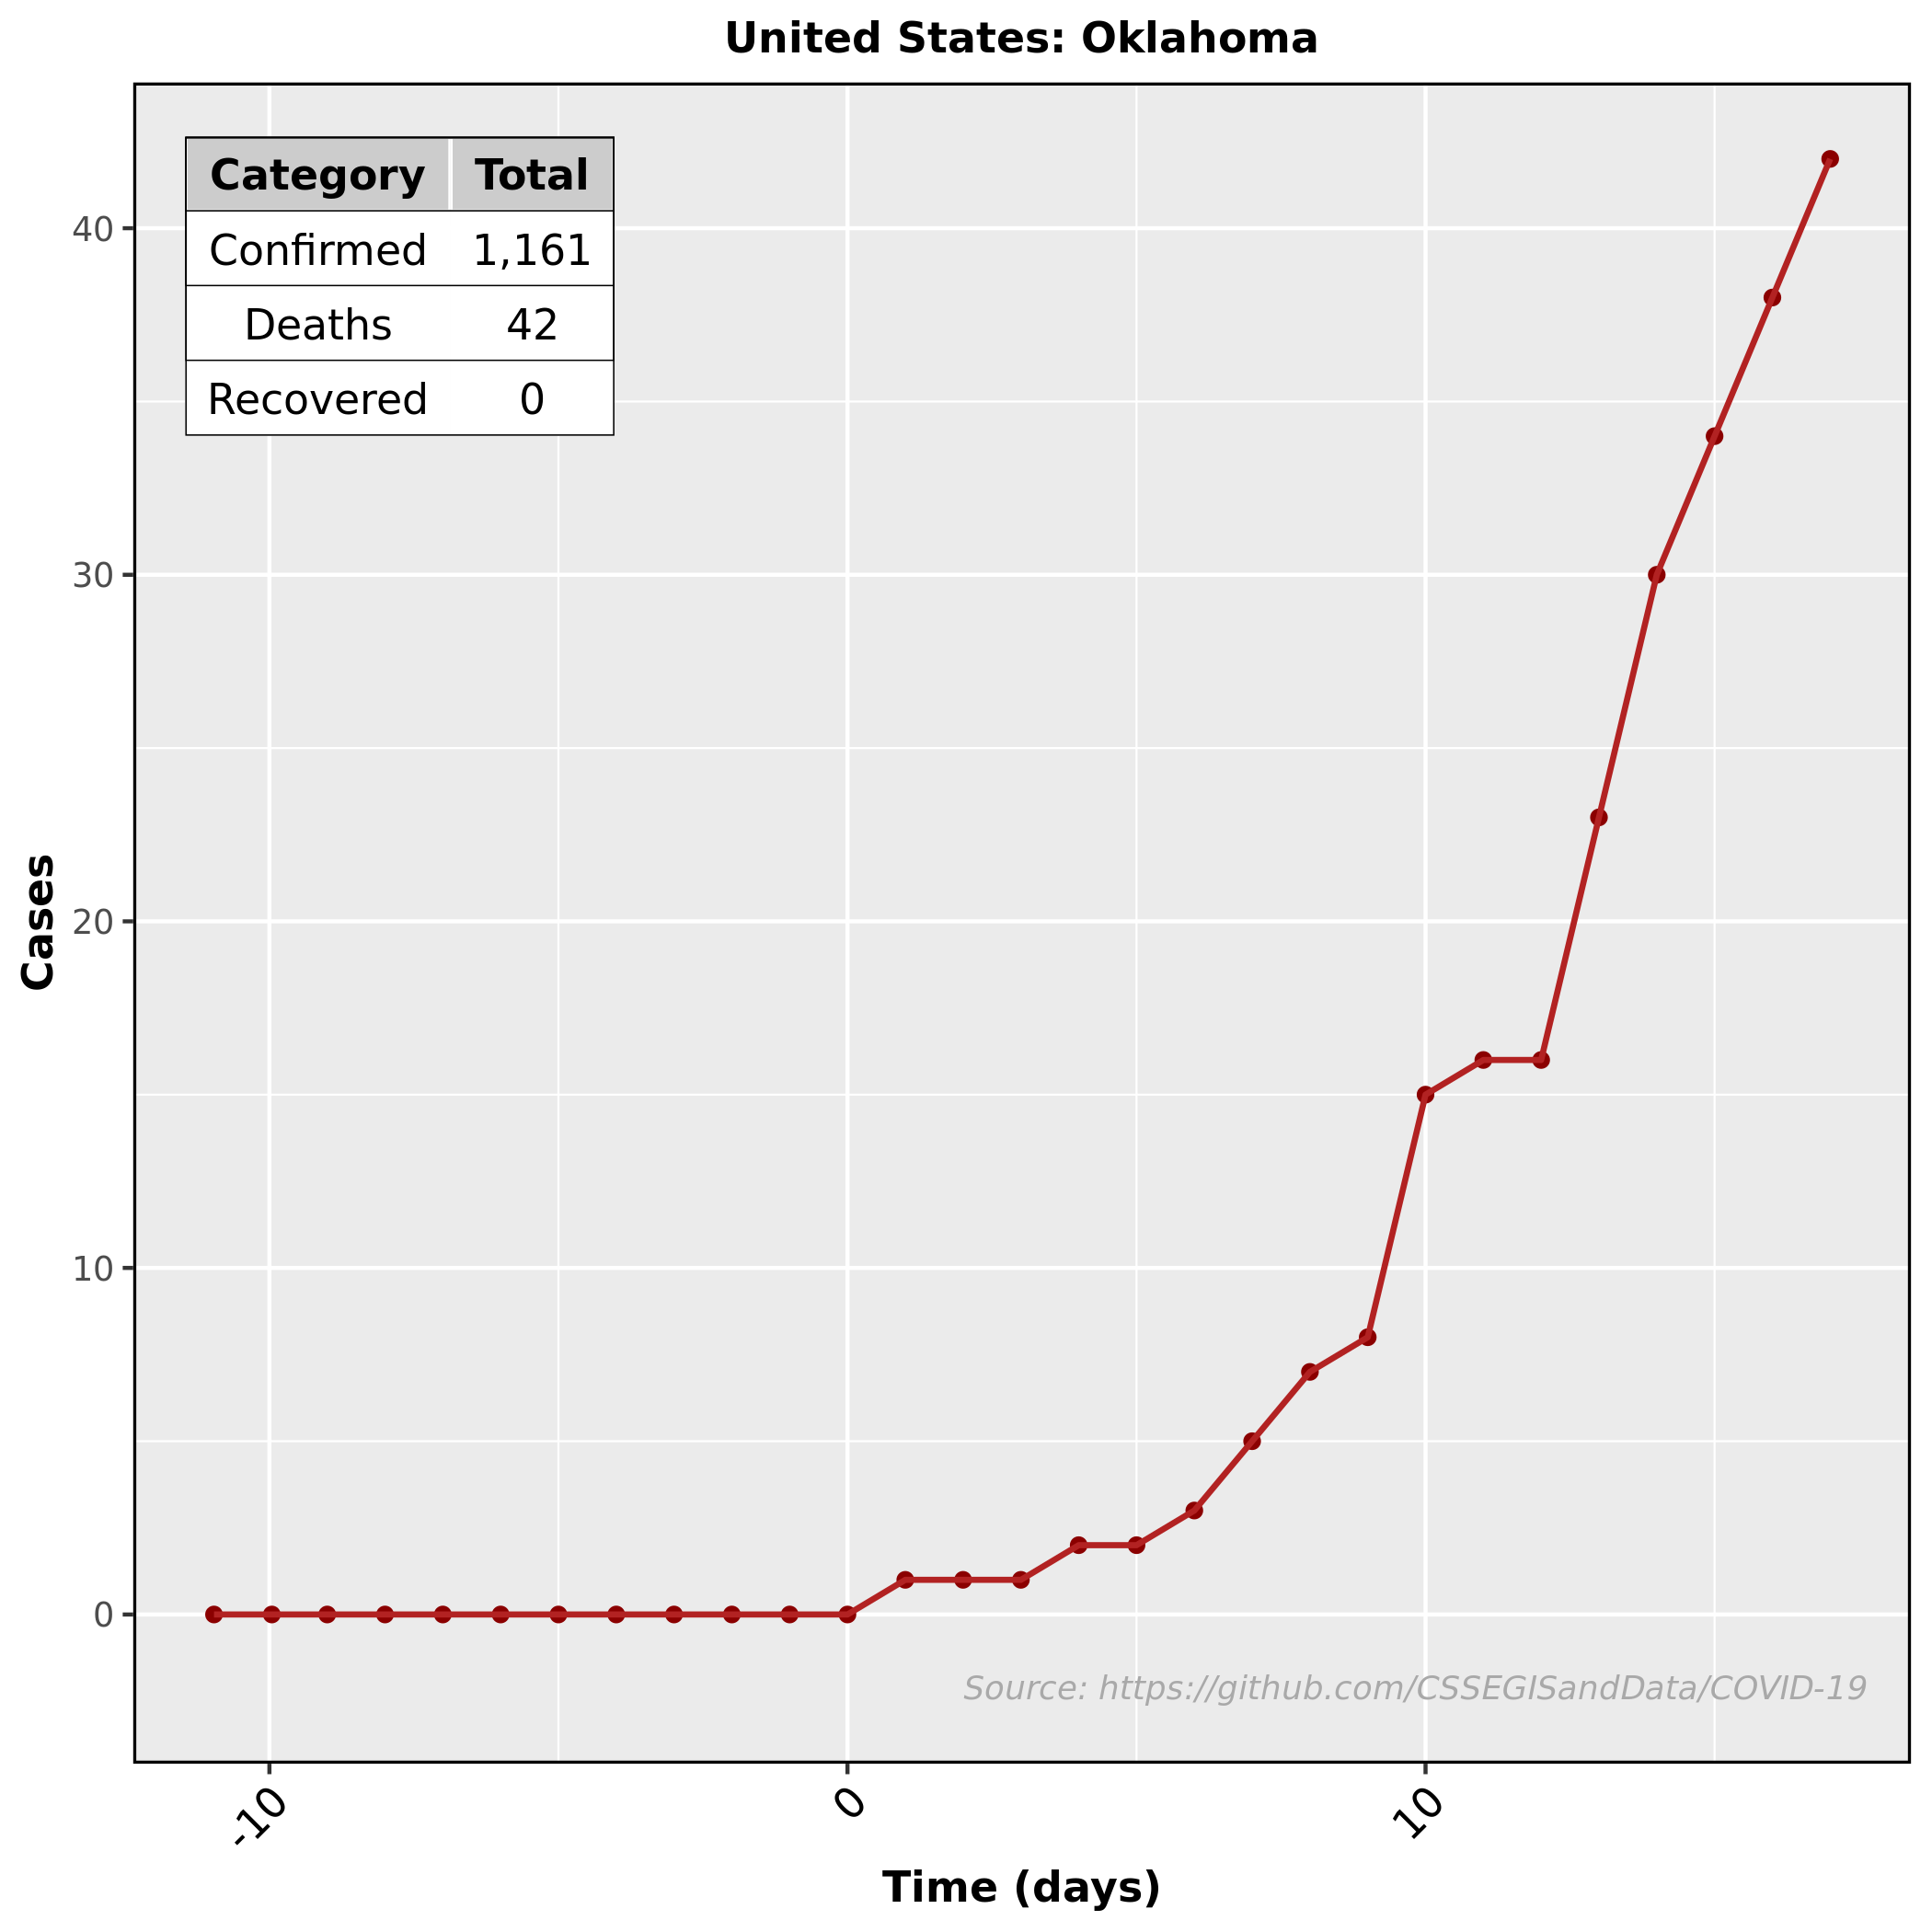 United States: Oklahoma
Category Total
Confirmed 1,161
Deaths 42
Recovered 0
40
30
20
10
0
Cases
Source: https://github.com/CSSEGISandData/COVID-19
-10 0 10
Time (days)